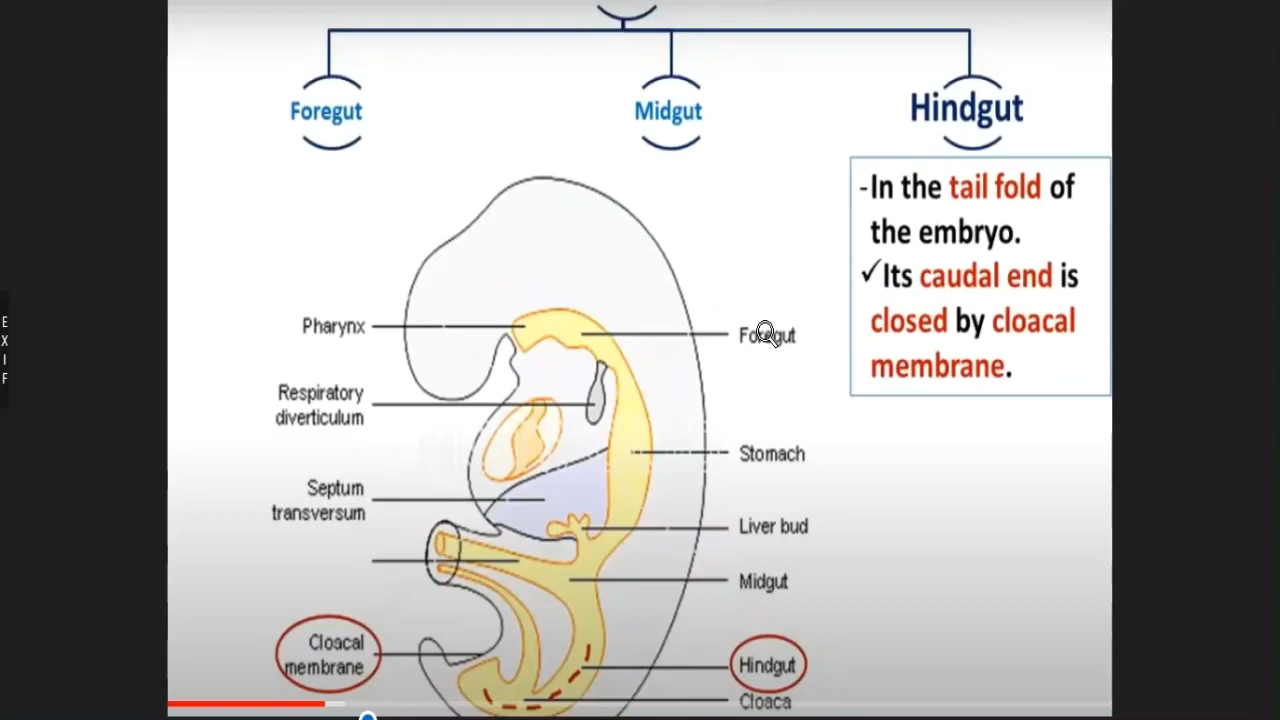 Foregut
Midgut
Hindgut
-In the tail fold of
the embryo.
✓Its caudal end is
closed by cloacal
membrane.
Pharynx
Foregut
Respiratory
diverticulum
Stomach
Septum
transversum
Liver bud
Midgut
Cloacal
membrane
Hindgut
Cloaca
E
X
I
F